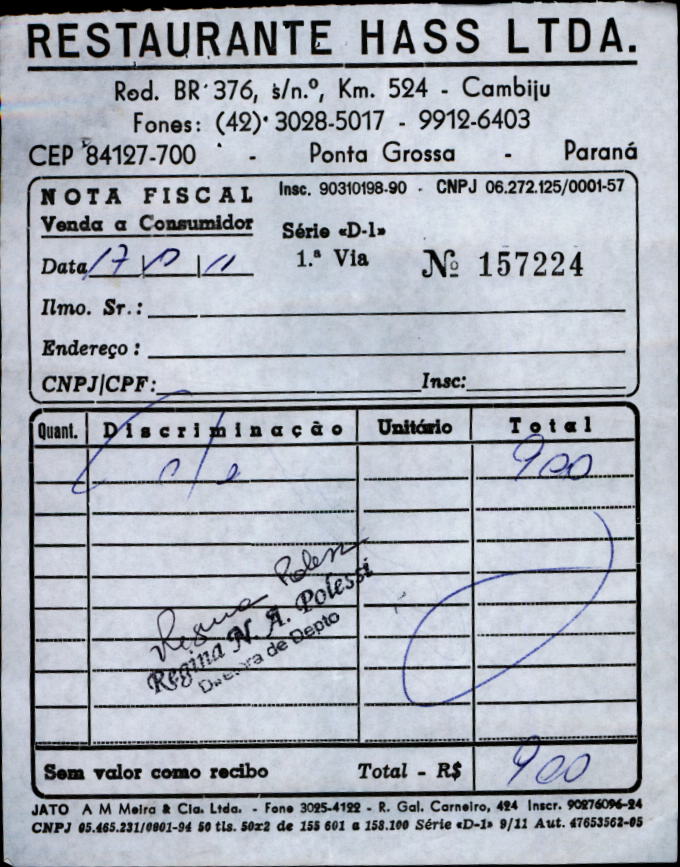 RESTAURANTE HASS LTDA.
Rod. BR 376, s/n.º, Km. 524 - Cambiju
Fones: (42) 3028-5017 - 9912-6403
CEP 84127-700 - Ponta Grossa - Paraná
NOTA FISCAL Insc. 90310198-90 - CNPJ 06.272.125/0001-57
Venda a Consumidor Série «D-1»
Data 17 11 1.ª Via Nº 157224
Ilmo. Sr.:
Endereço:
CNPJ/CPF: Insc:
Quant. Discriminação Unitário Total
900
Regina Poless
Regina N. A. Polessi
Diretora de Depto
Sem valor como recibo Total - R$ 900
JATO A M Meira & Cia. Ltda. - Fone 3025-4122 - R. Gal. Carneiro, 424 Inscr. 90276096-24
CNPJ 05.465.231/0001-94 50 tls. 50x2 de 155 601 a 158.100 Série «D-1» 9/11 Aut. 47653562-05